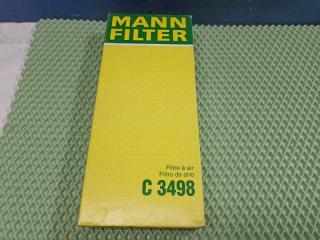 MANN
FILTER
Filtre à air
Filtro de aire
C 3498